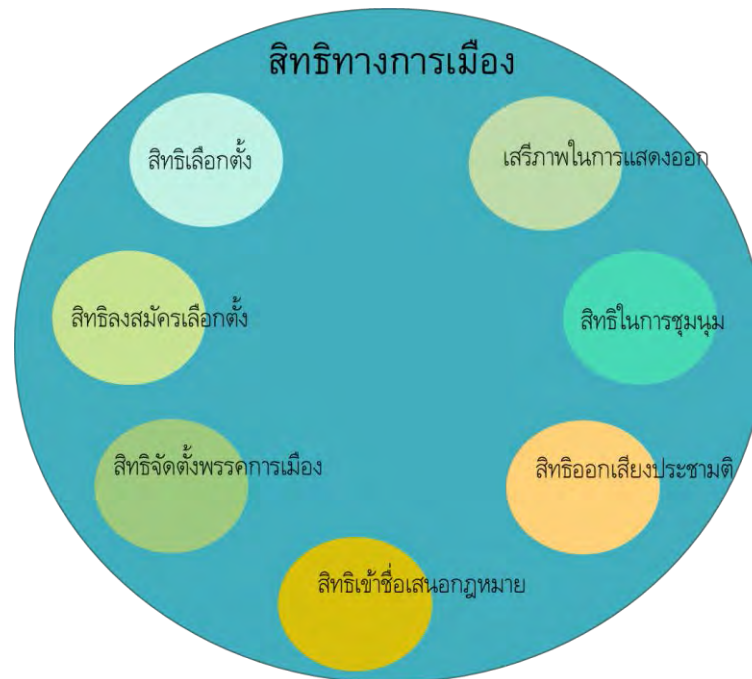 สิทธิทางการเมือง
สิทธิเลือกตั้ง
เสรีภาพในการแสดงออก
สิทธิลงสมัครเลือกตั้ง
สิทธิในการชุมนุม
สิทธิจัดตั้งพรรคการเมือง
สิทธิออกเสียงประชามติ
สิทธิเข้าชื่อเสนอกฎหมาย